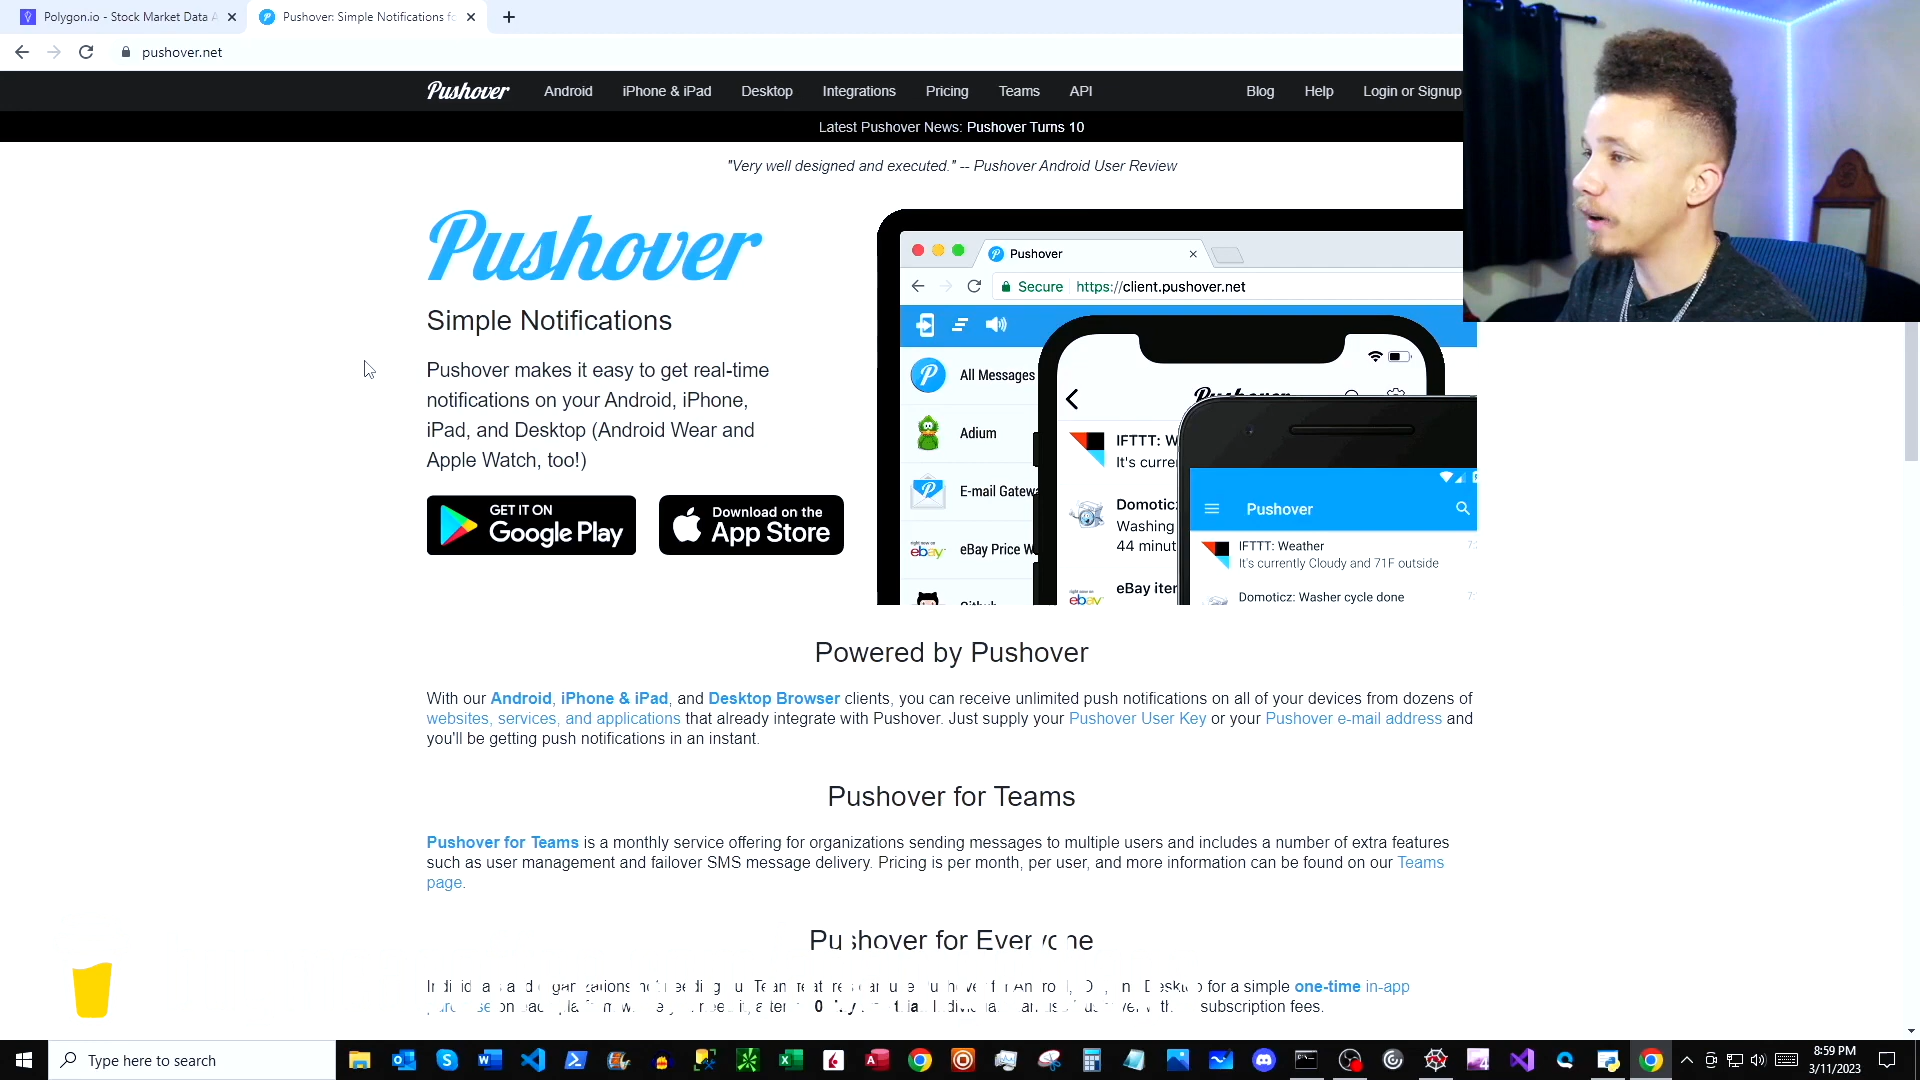 Polygon.io - Stock Market Data A
Pushover: Simple Notifications fo
pushover.net
Pushover Android iPhone & iPad Desktop Integrations Pricing Teams API Blog Help Login or Signup
Latest Pushover News: Pushover Turns 10
"Very well designed and executed." -- Pushover Android User Review
Pushover
Simple Notifications
Pushover makes it easy to get real-time
notifications on your Android, iPhone,
iPad, and Desktop (Android Wear and
Apple Watch, too!)
GET IT ON
Google Play
Download on the
App Store
Pushover
Secure https://client.pushover.net
All Messages
Adium
E-mail Gatew
eBay Price W
IFTTT: W
It's curre
Domoticz
Washing
44 minut
eBay iter
Pushover
IFTTT: Weather
It's currently Cloudy and 71F outside
Domoticz: Washer cycle done
Powered by Pushover
With our Android, iPhone & iPad, and Desktop Browser clients, you can receive unlimited push notifications on all of your devices from dozens of
websites, services, and applications that already integrate with Pushover. Just supply your Pushover User Key or your Pushover e-mail address and
you'll be getting push notifications in an instant.
Pushover for Teams
Pushover for Teams is a monthly service offering for organizations sending messages to multiple users and includes a number of extra features
such as user management and failover SMS message delivery. Pricing is per month, per user, and more information can be found on our Teams
page.
Pushover for Everyone
for a simple one-time in-app
subscription fees.
Type here to search
8:59 PM
3/11/2023